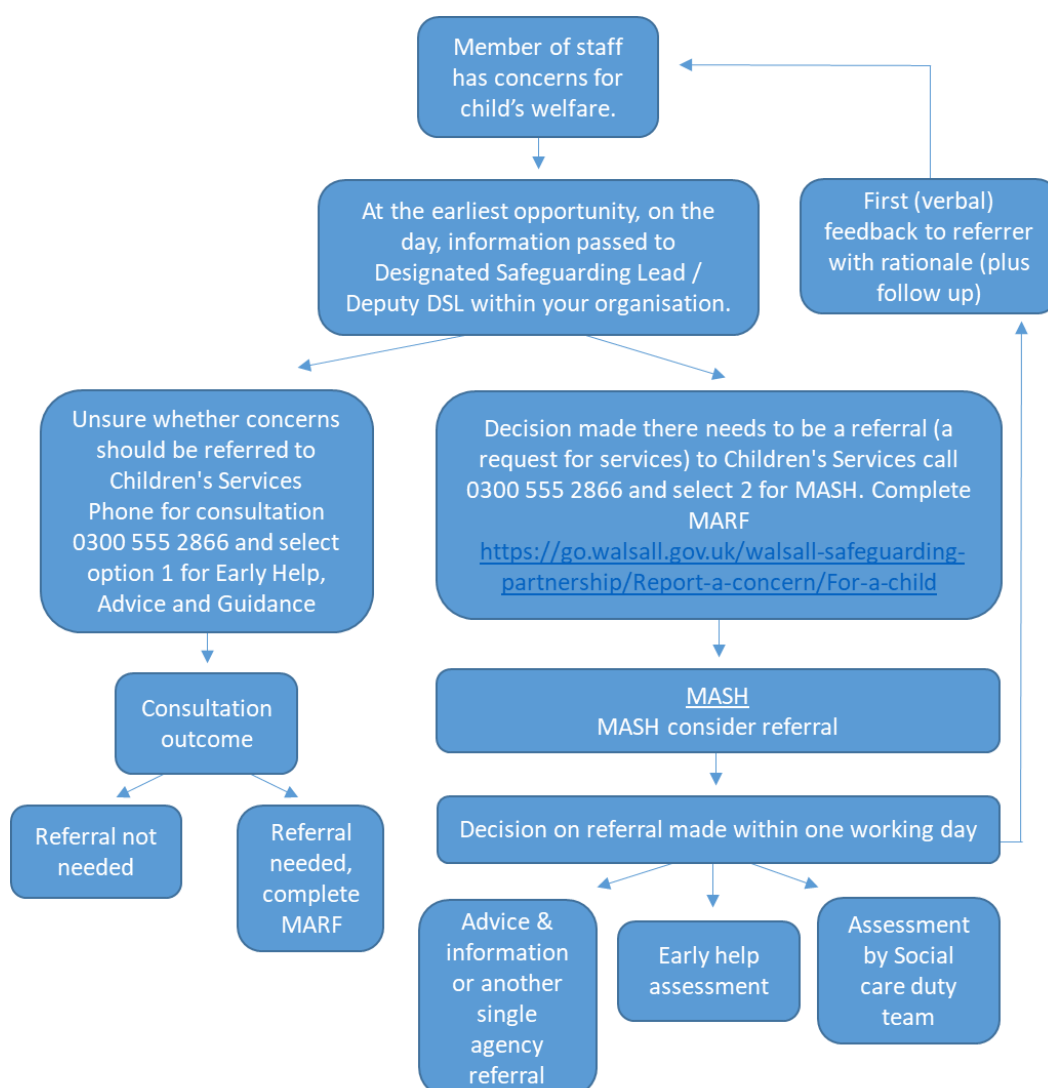 Member of staff
has concerns for
child’s welfare.
At the earliest opportunity, on the
day, information passed to
Designated Safeguarding Lead /
Deputy DSL within your organisation.
First (verbal)
feedback to referrer
with rationale (plus
follow up)
Unsure whether concerns
should be referred to
Children's Services
Phone for consultation
0300 555 2866 and select
option 1 for Early Help,
Advice and Guidance
Decision made there needs to be a referral (a
request for services) to Children's Services call
0300 555 2866 and select 2 for MASH. Complete
MARF
https://go.walsall.gov.uk/walsall-safeguarding-
partnership/Report-a-concern/For-a-child
Consultation
outcome
Referral not
needed
Referral
needed,
complete
MARF
MASH
MASH consider referral
Decision on referral made within one working day
Advice &
information
or another
single
agency
referral
Early help
assessment
Assessment
by Social
care duty
team